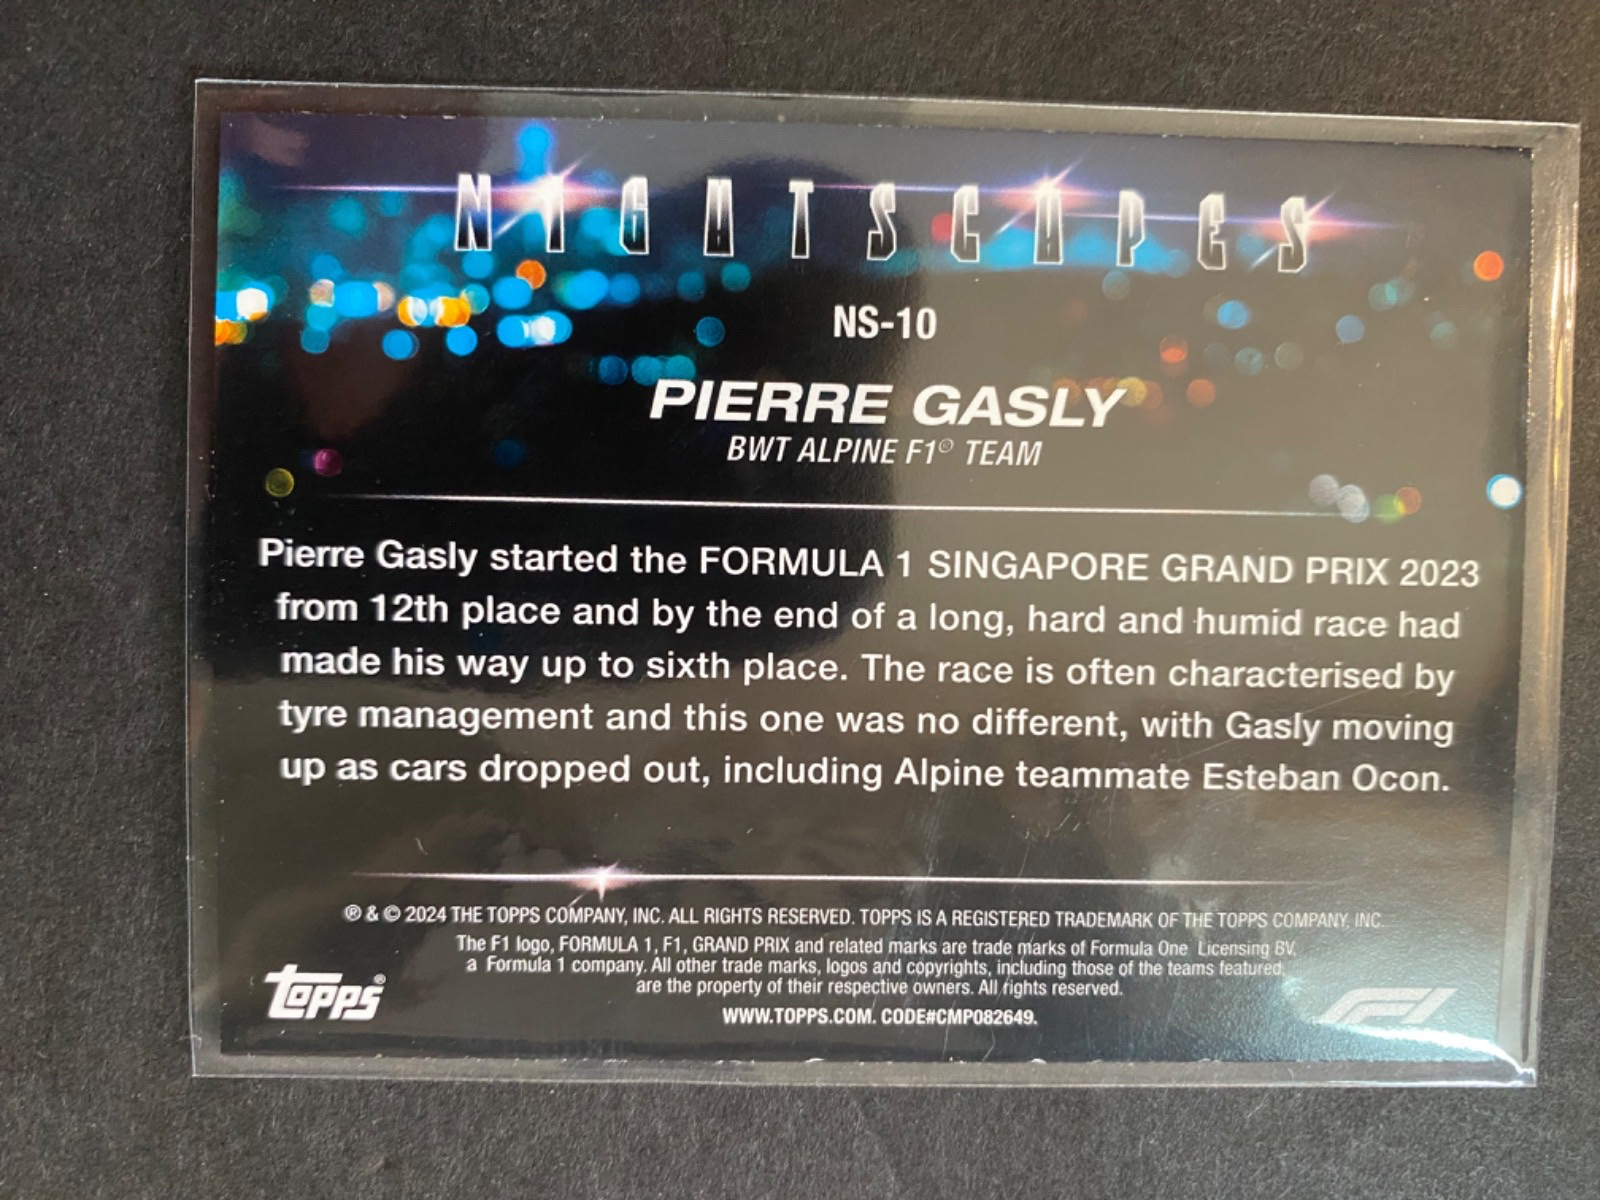 NIGHTSCAPES
NS-10
PIERRE GASLY
BWT ALPINE F1® TEAM
Pierre Gasly started the FORMULA 1 SINGAPORE GRAND PRIX 2023
from 12th place and by the end of a long, hard and humid race had
made his way up to sixth place. The race is often characterised by
tyre management and this one was no different, with Gasly moving
up as cars dropped out, including Alpine teammate Esteban Ocon.
® & © 2024 THE TOPPS COMPANY, INC. ALL RIGHTS RESERVED. TOPPS IS A REGISTERED TRADEMARK OF THE TOPPS COMPANY, INC.
The F1 logo, FORMULA 1, F1, GRAND PRIX and related marks are trade marks of Formula One Licensing BV,
a Formula 1 company. All other trade marks, logos and copyrights, including those of the teams featured,
are the property of their respective owners. All rights reserved.
WWW.TOPPS.COM. CODE#CMP082649.
TOPPS®
F1